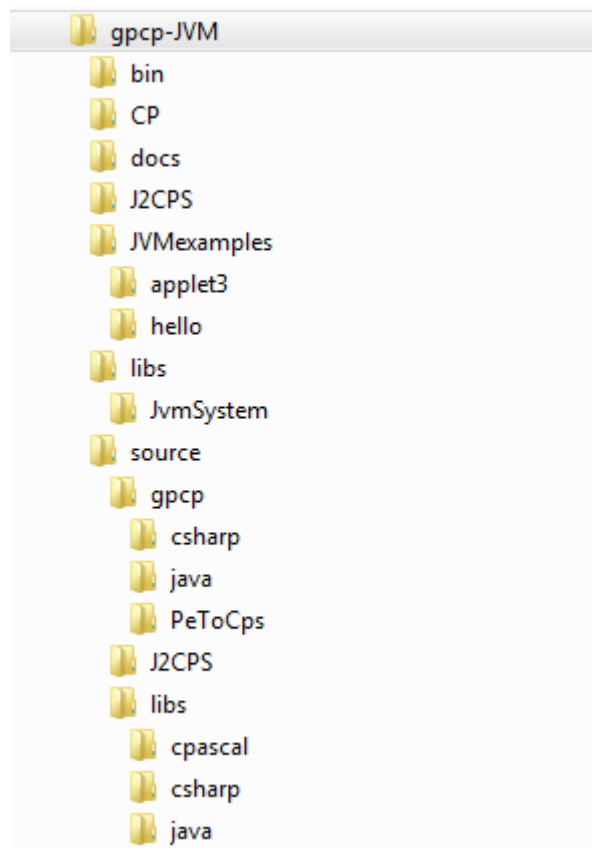 gpcp-JVM
bin
CP
docs
J2CPS
JVMexamples
applet3
hello
libs
JvmSystem
source
gpcp
csharp
java
PeToCps
J2CPS
libs
cpascal
csharp
java